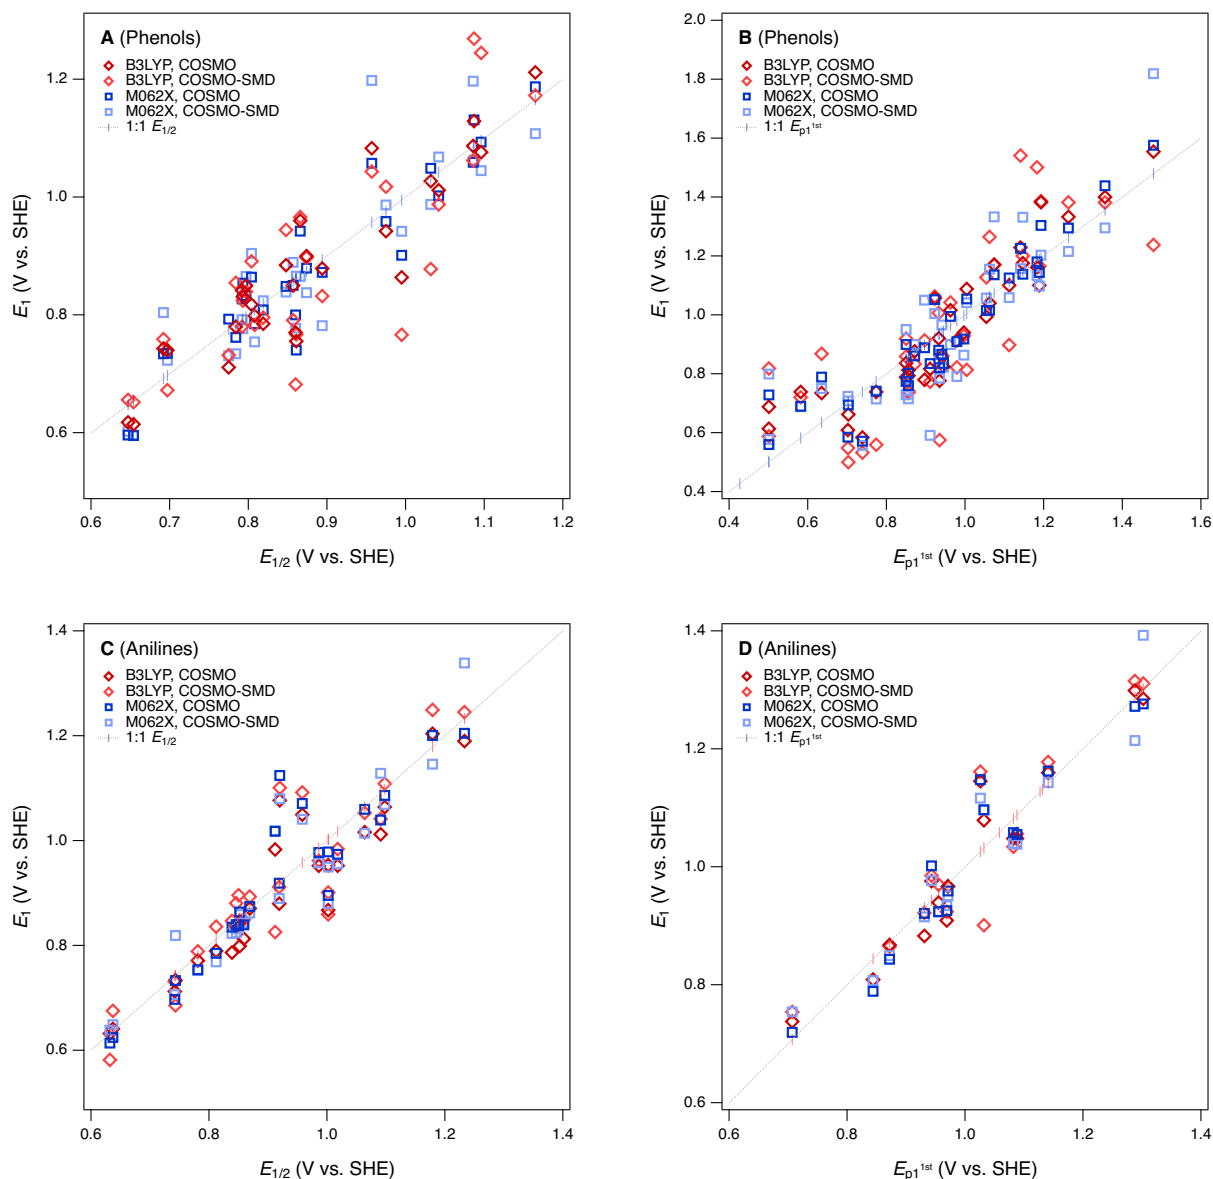 A (Phenols)
B3LYP, COSMO
B3LYP, COSMO-SMD
M062X, COSMO
M062X, COSMO-SMD
1:1 E1/2
E1 (V vs. SHE)
1.2
1.0
0.8
0.6
0.6 0.7 0.8 0.9 1.0 1.1 1.2
E1/2 (V vs. SHE)
B (Phenols)
B3LYP, COSMO
B3LYP, COSMO-SMD
M062X, COSMO
M062X, COSMO-SMD
1:1 Ep1 1st
E1 (V vs. SHE)
2.0
1.8
1.6
1.4
1.2
1.0
0.8
0.6
0.4
0.4 0.6 0.8 1.0 1.2 1.4 1.6
Ep1 1st (V vs. SHE)
C (Anilines)
B3LYP, COSMO
B3LYP, COSMO-SMD
M062X, COSMO
M062X, COSMO-SMD
1:1 E1/2
E1 (V vs. SHE)
1.4
1.2
1.0
0.8
0.6
0.6 0.8 1.0 1.2 1.4
E1/2 (V vs. SHE)
D (Anilines)
B3LYP, COSMO
B3LYP, COSMO-SMD
M062X, COSMO
M062X, COSMO-SMD
1:1 Ep1 1st
E1 (V vs. SHE)
1.4
1.2
1.0
0.8
0.6
0.6 0.8 1.0 1.2 1.4
Ep1 1st (V vs. SHE)